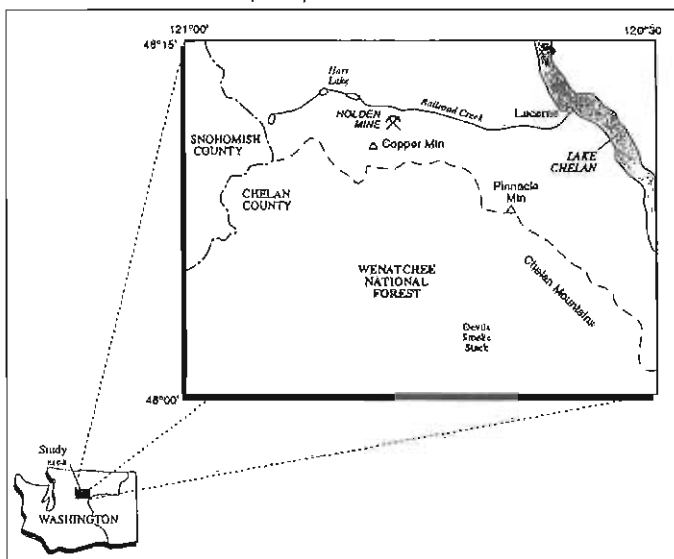 121°00'
120°50'
48°15'
Hart
Lake
Railroad Creek
Lucerne
HOLDEN
MINE
SNOHOMISH
COUNTY
Copper Mtn
LAKE
CHELAN
CHELAN
COUNTY
Pinnacle
Mtn
WENATCHEE
NATIONAL
FOREST
Chelan Mountains
Devils
Smoke
Stack
48°00'
Study
area
WASHINGTON